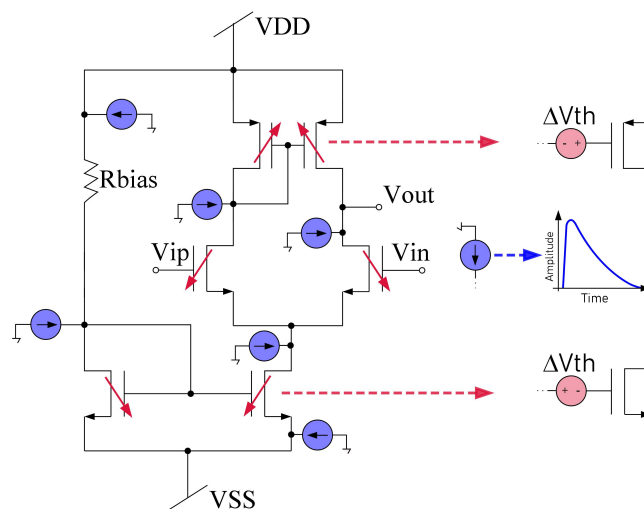 VDD
ΔVth
- +
Rbias
Vout
Vip
Vin
Amplitude
Time
ΔVth
+ -
VSS